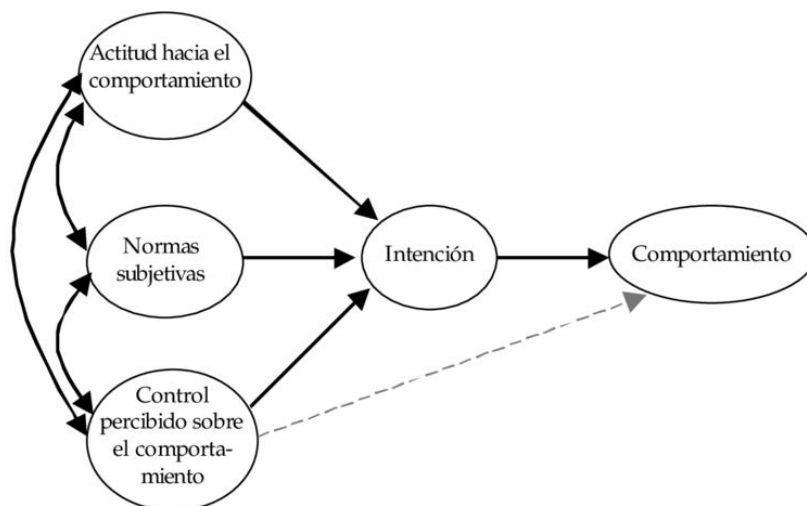 Actitud hacia el
comportamiento
Normas
subjetivas
Intención
Comportamiento
Control
percibido sobre
el comporta-
miento